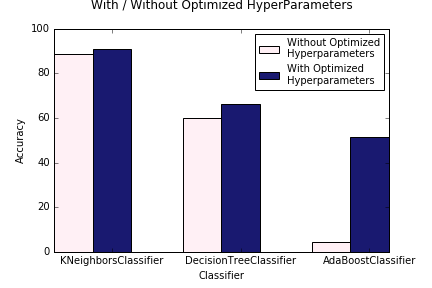 With / Without Optimized HyperParameters
100
80
60
40
20
0
Accuracy
Without Optimized
Hyperparameters
With Optimized
Hyperparameters
KNeighborsClassifier
DecisionTreeClassifier
AdaBoostClassifier
Classifier